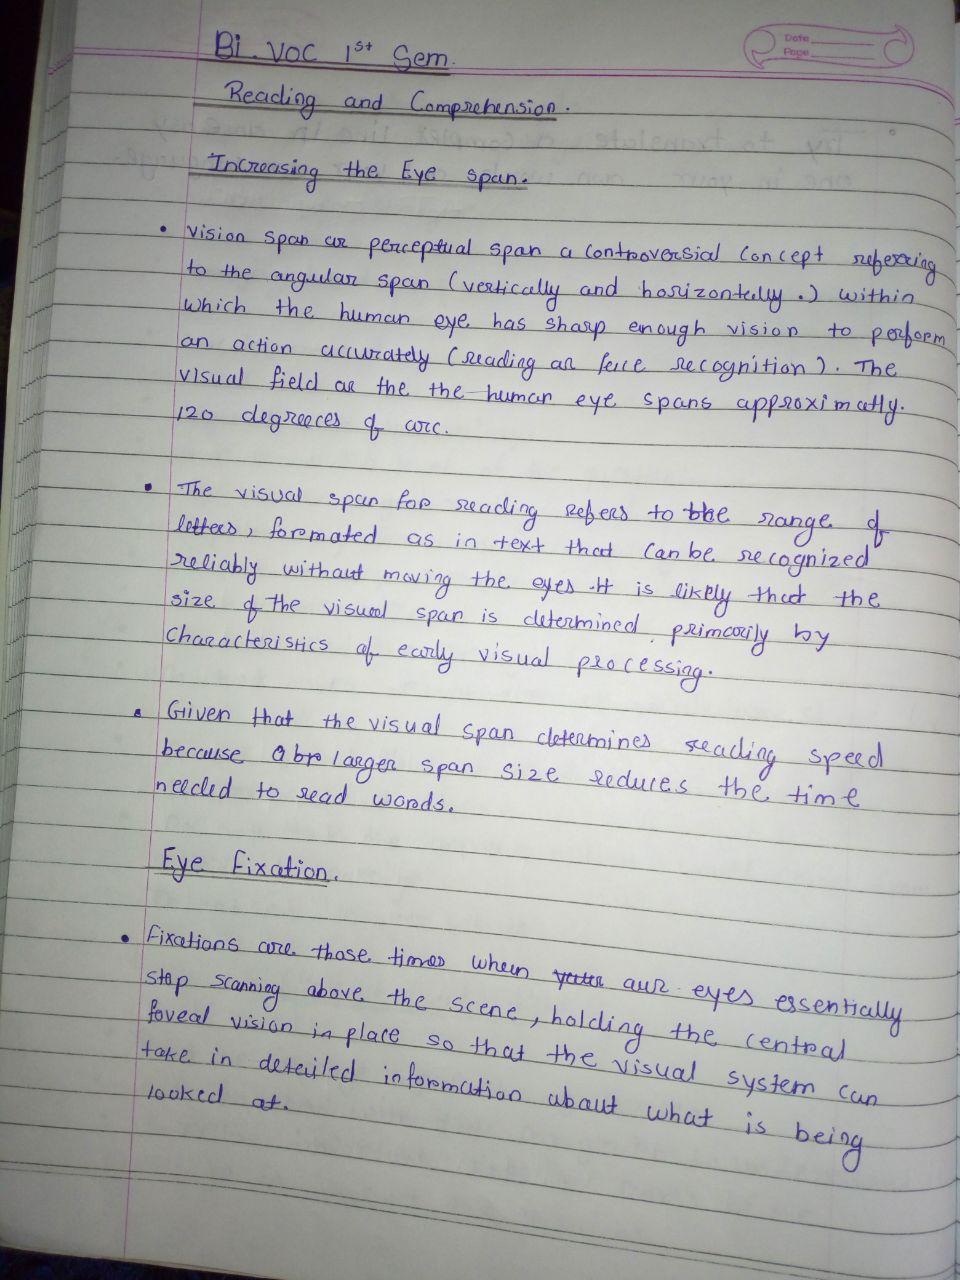 Bi. VOC 1st Sem.
Date
Page
Reading and Comprehension.
Increasing the Eye span.
• Vision span or perceptual span a controversial concept referring
to the angular span (vertically and horizontally.) within
which the human eye has sharp enough vision to perform
an action accurately (reading or face recognition). The
visual field or the the human eye spans approximatly.
120 degreeces of arc.
• The visual span for reading refers to the range of
letters, formated as in text that can be recognized
reliably without moving the eyes. It is likely that the
size of the visual span is determined primarily by
characteristics of early visual processing.
• Given that the visual span determines reading speed
because a larger span size reduces the time
needed to read words.
Eye Fixation.
• Fixations are those times when our eyes essentially
stop scanning above the scene, holding the central
foveal vision in place so that the visual system can
take in detailed information about what is being
looked at.